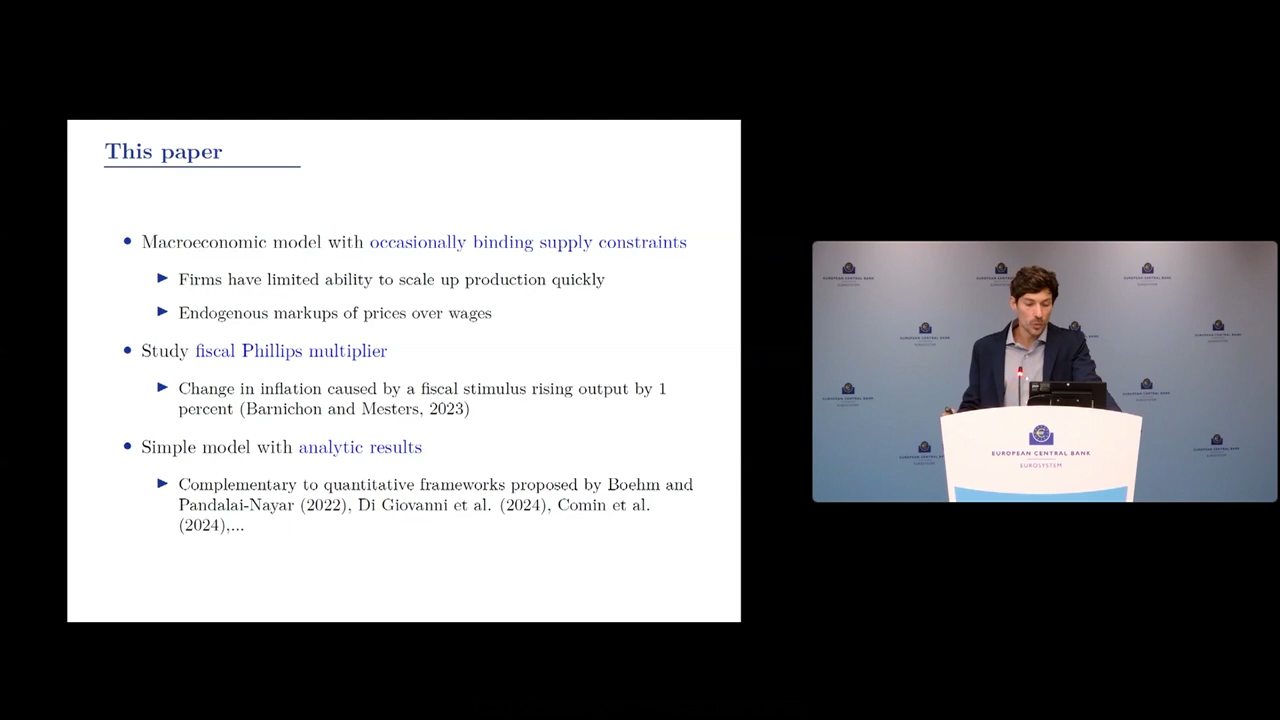 This paper
Macroeconomic model with occasionally binding supply constraints
Firms have limited ability to scale up production quickly
Endogenous markups of prices over wages
Study fiscal Phillips multiplier
Change in inflation caused by a fiscal stimulus rising output by 1
percent (Barnichon and Mesters, 2023)
Simple model with analytic results
Complementary to quantitative frameworks proposed by Boehm and
Pandalai-Nayar (2022), Di Giovanni et al. (2024), Comin et al.
(2024),...
EUROPEAN CENTRAL BANK
EUROSYSTEM